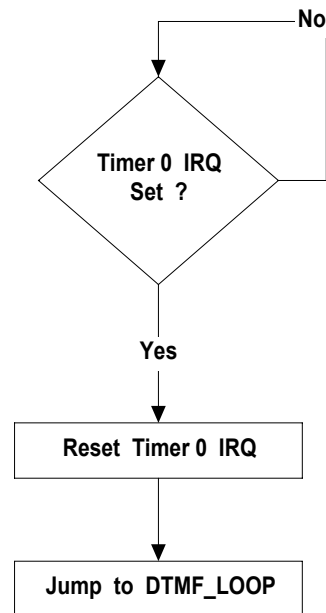 No
Timer 0 IRQ
Set ?
Yes
Reset Timer 0 IRQ
Jump to DTMF_LOOP